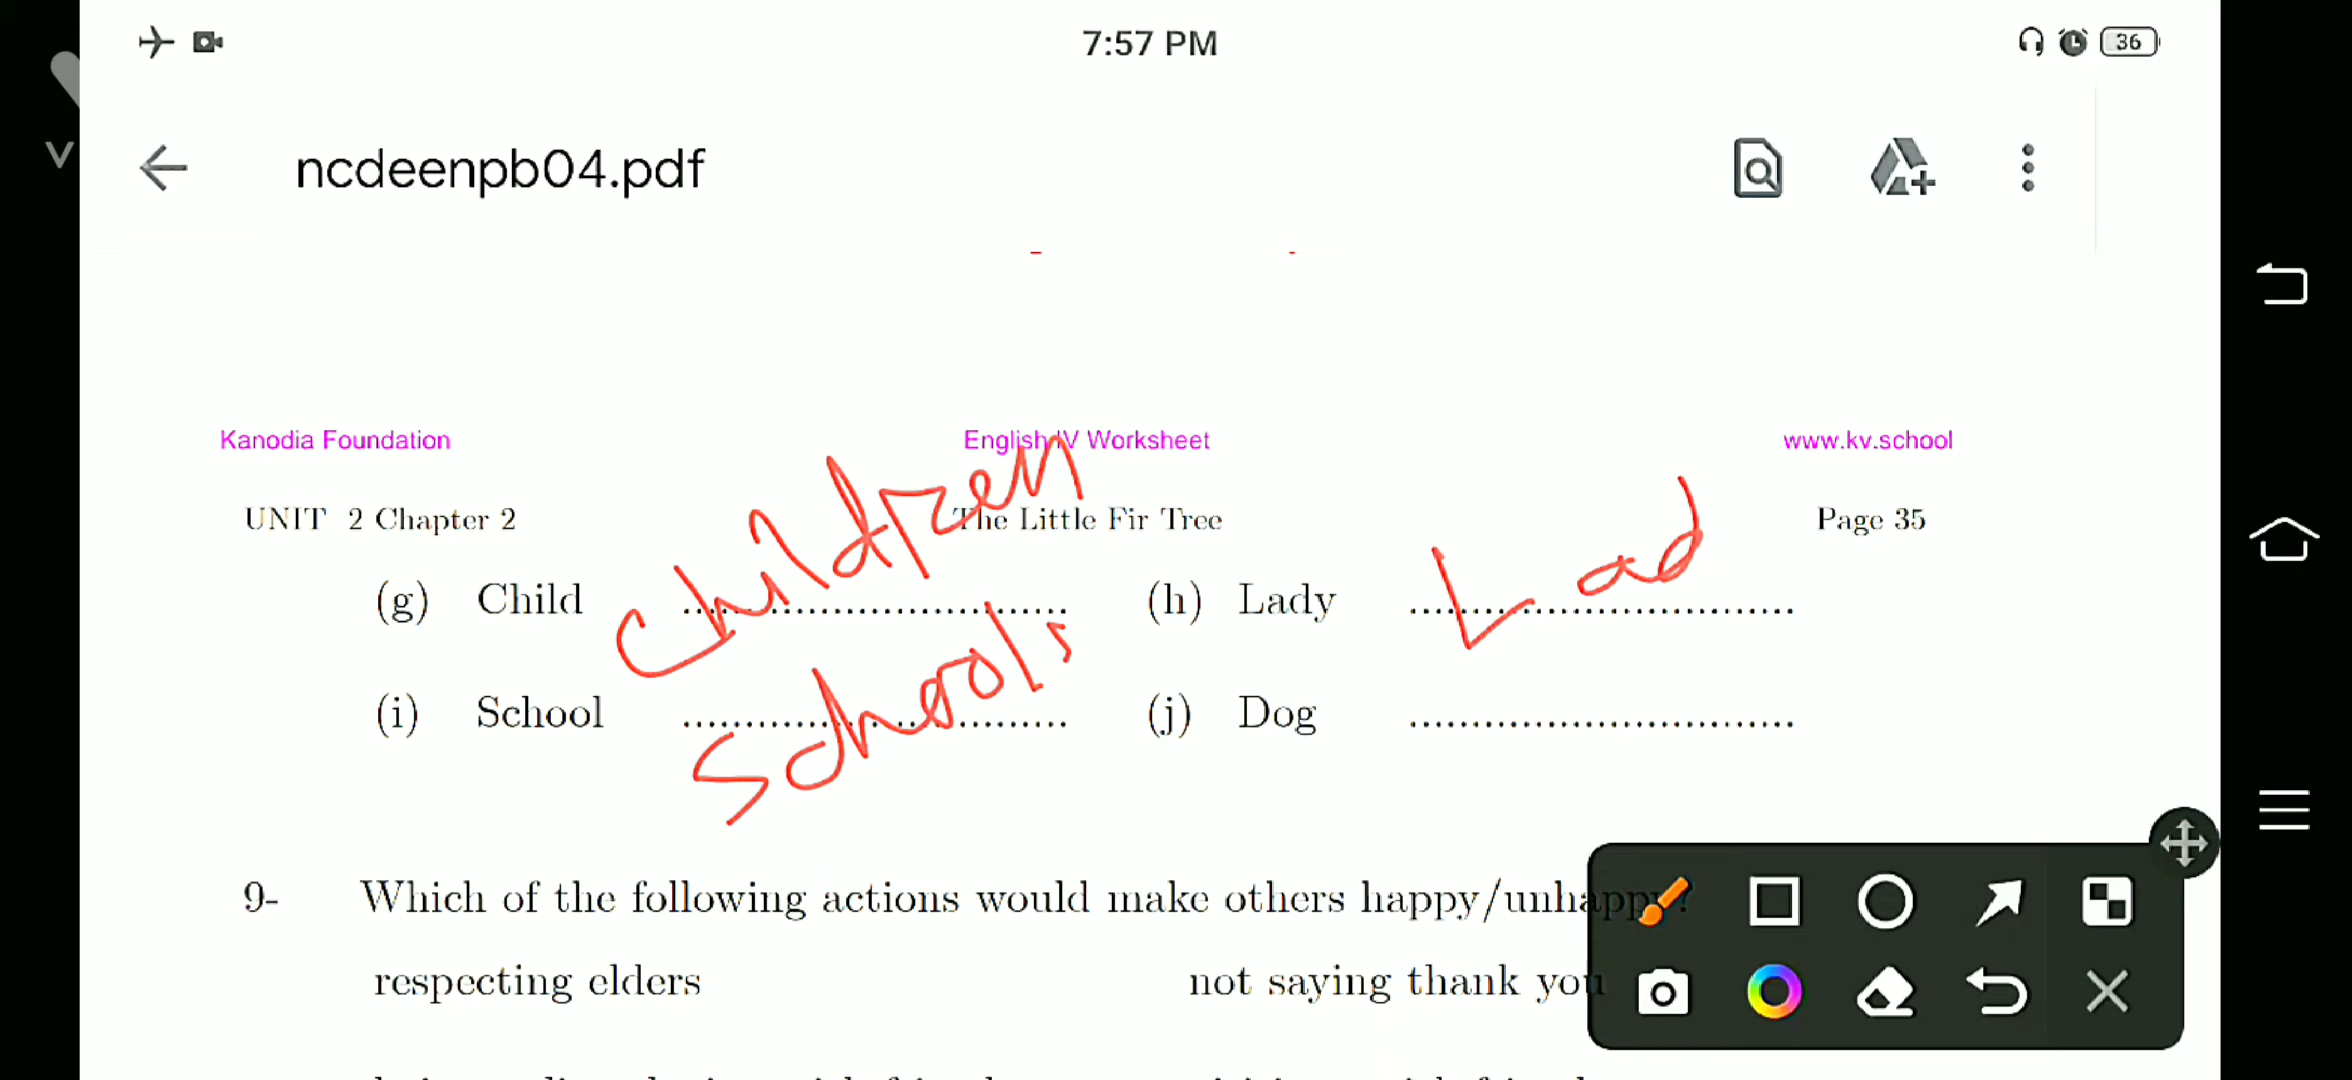 7:57 PM
36
v
ncdeenpb04.pdf
Kanodia Foundation English IV Worksheet www.kv.school
UNIT 2 Chapter 2 The Little Fir Tree Page 35
(g) Child .............................. Children (h) Lady .............................. Lad
(i) School .............................. Schools (j) Dog ..............................
9- Which of the following actions would make others happy/unhappy?
respecting elders not saying thank you